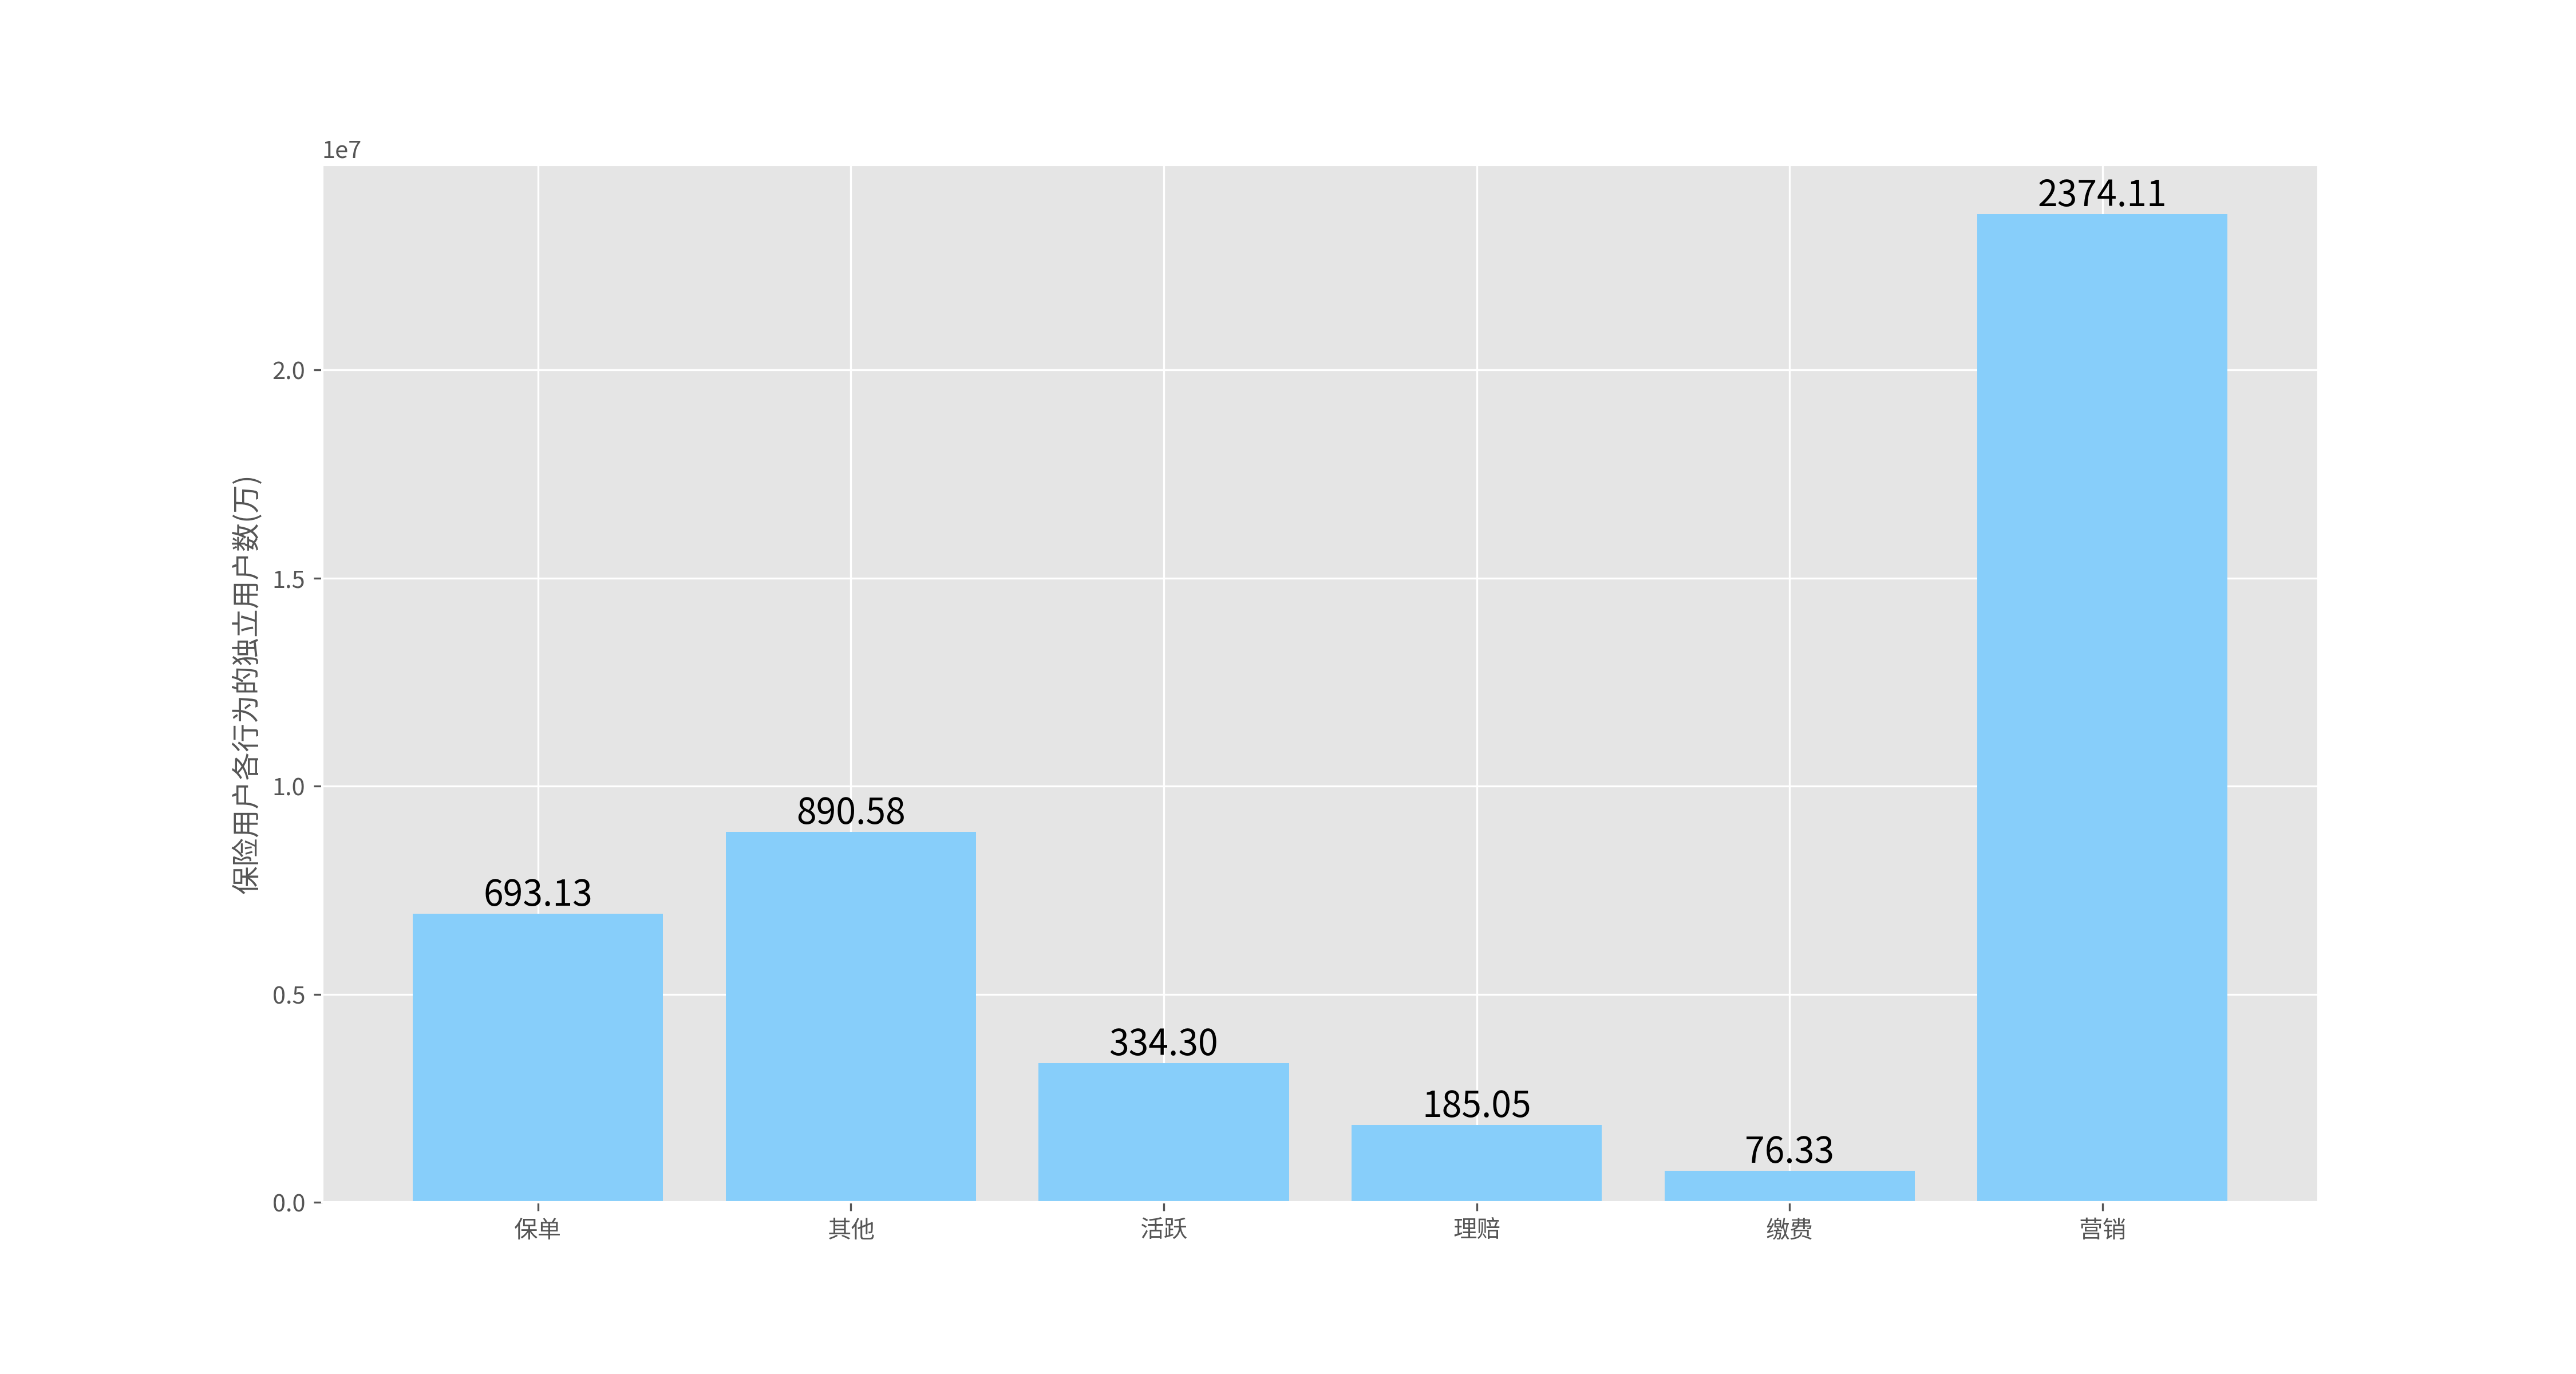 1e7
保险用户各行为的独立用户数(万)
2.0
1.5
1.0
0.5
0.0
693.13
890.58
334.30
185.05
76.33
2374.11
保单
其他
活跃
理赔
缴费
营销